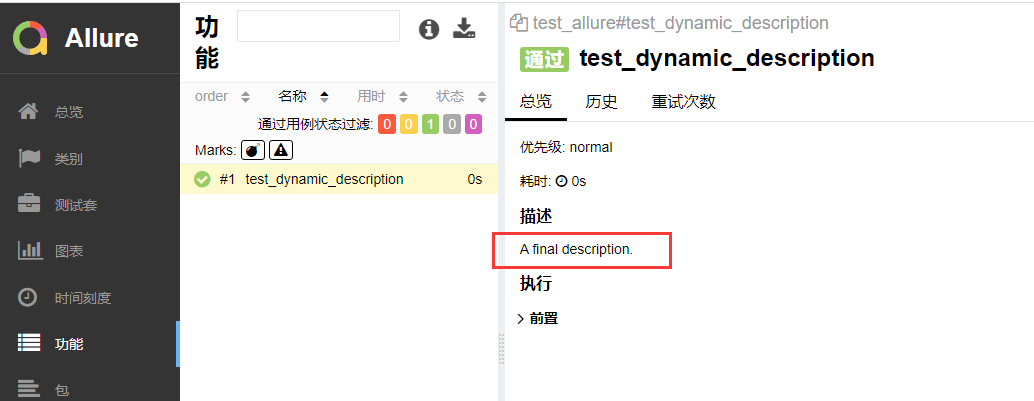 Allure
总览
类别
测试套
图表
时间刻度
功能
包
功
能
order 名称 用时 状态
通过用例状态过滤: 0 0 1 0 0
Marks:
#1 test_dynamic_description 0s
test_allure#test_dynamic_description
通过 test_dynamic_description
总览 历史 重试次数
优先级: normal
耗时: 0s
描述
A final description.
执行
前置